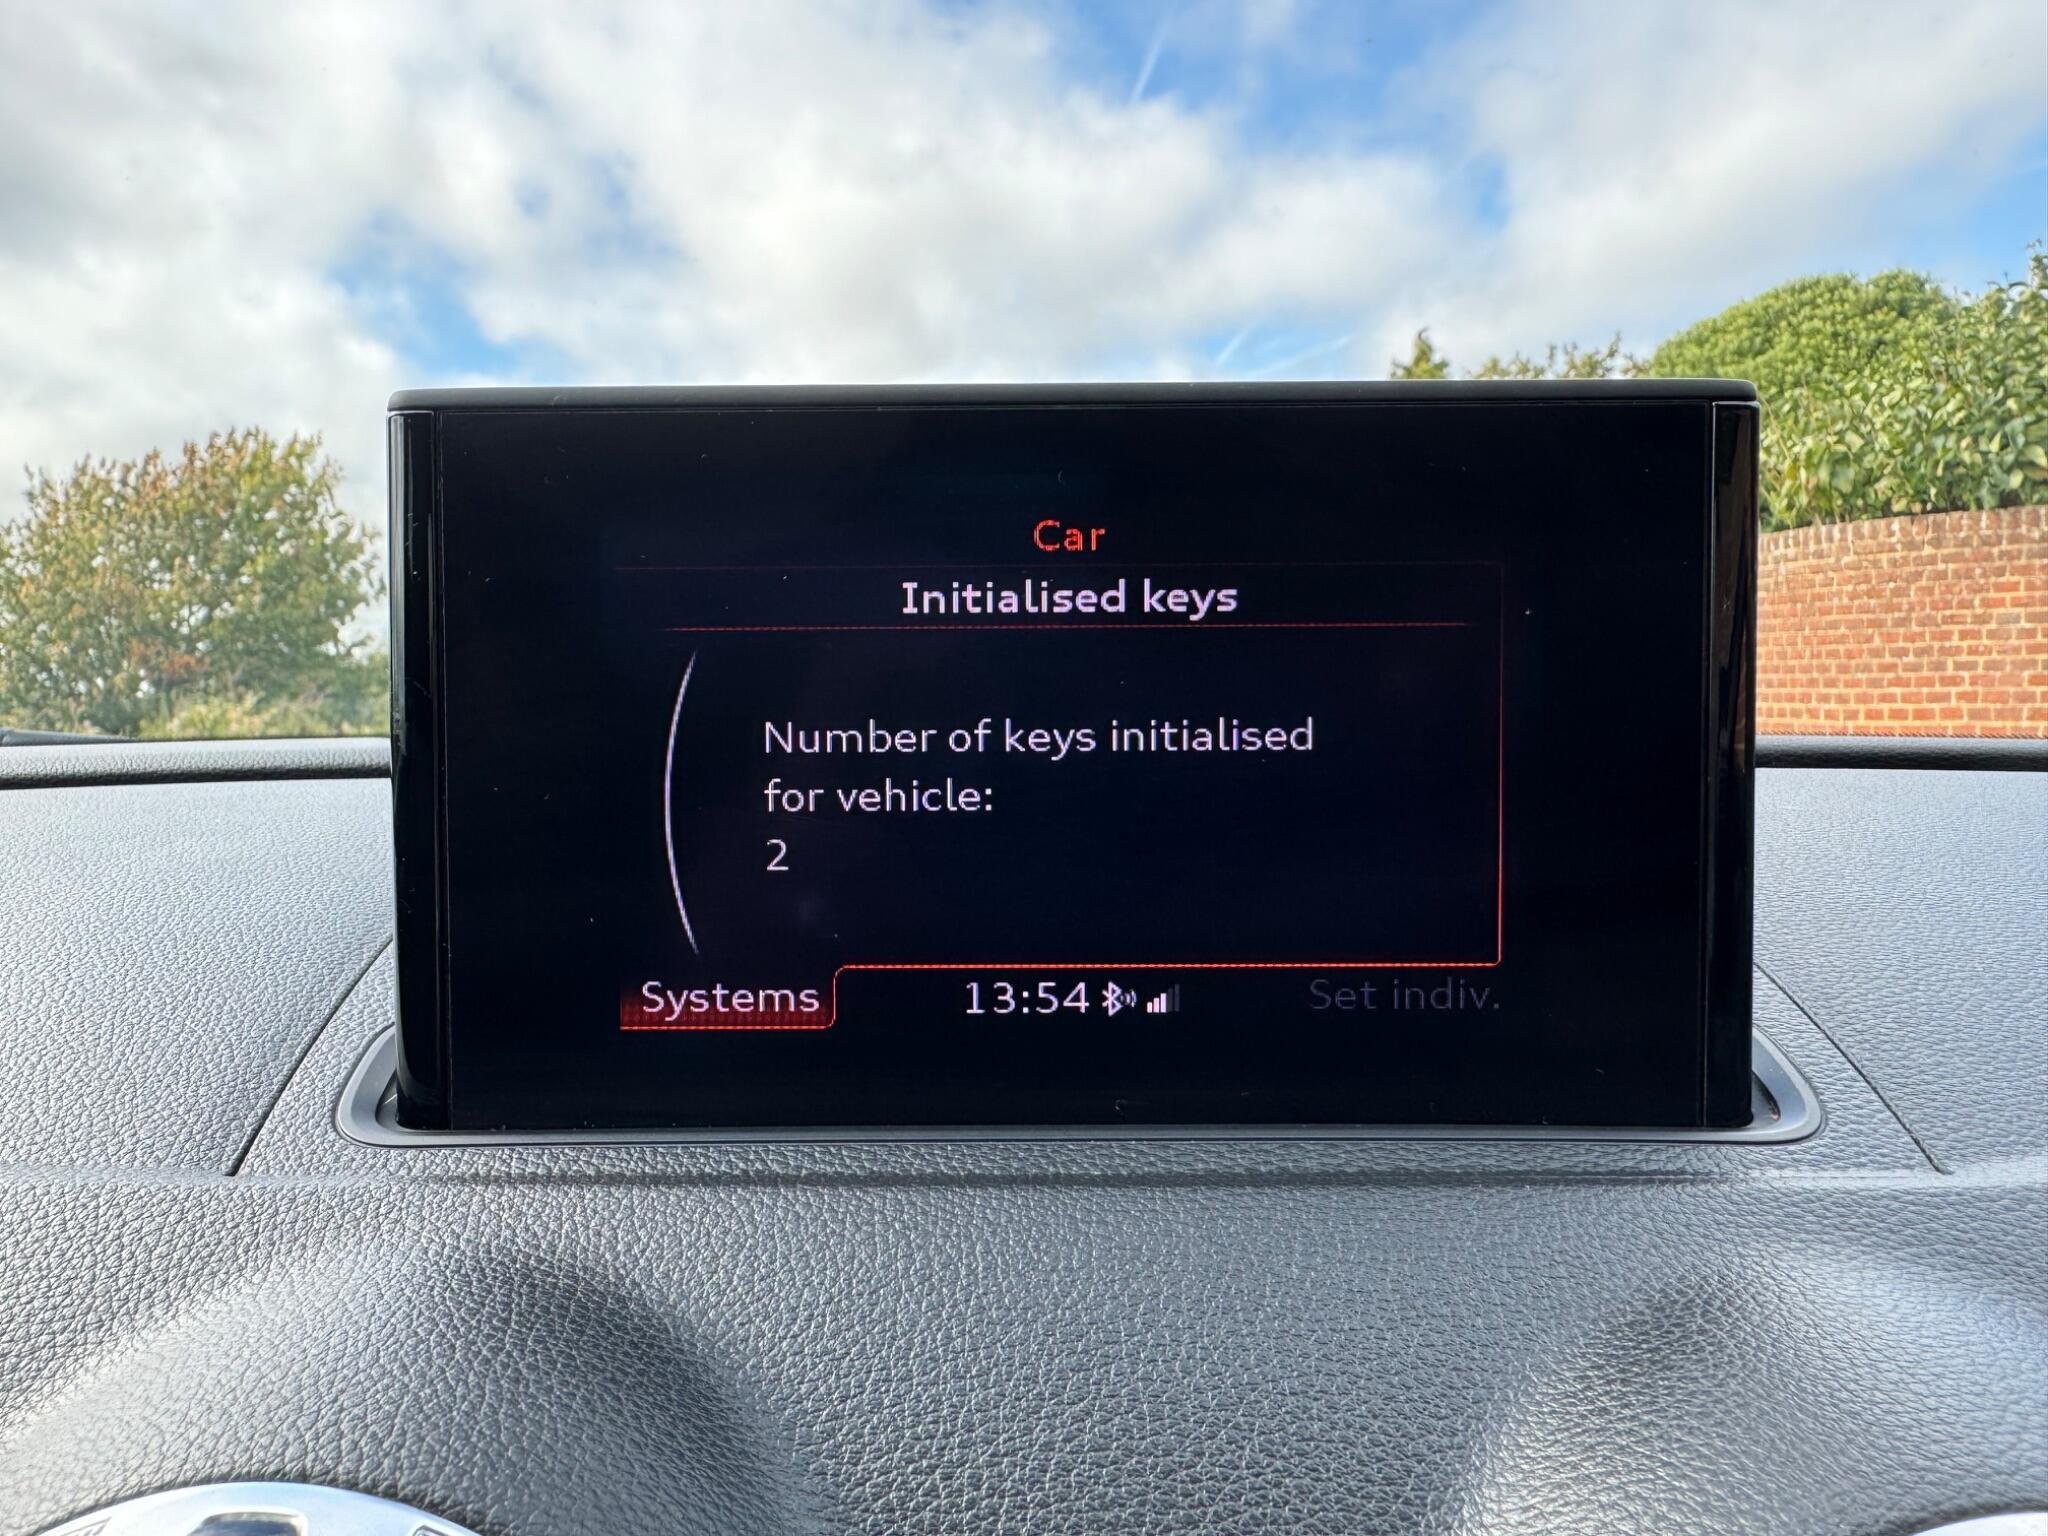 Car
Initialised keys
Number of keys initialised
for vehicle:
2
Systems 13:54 Set indiv.